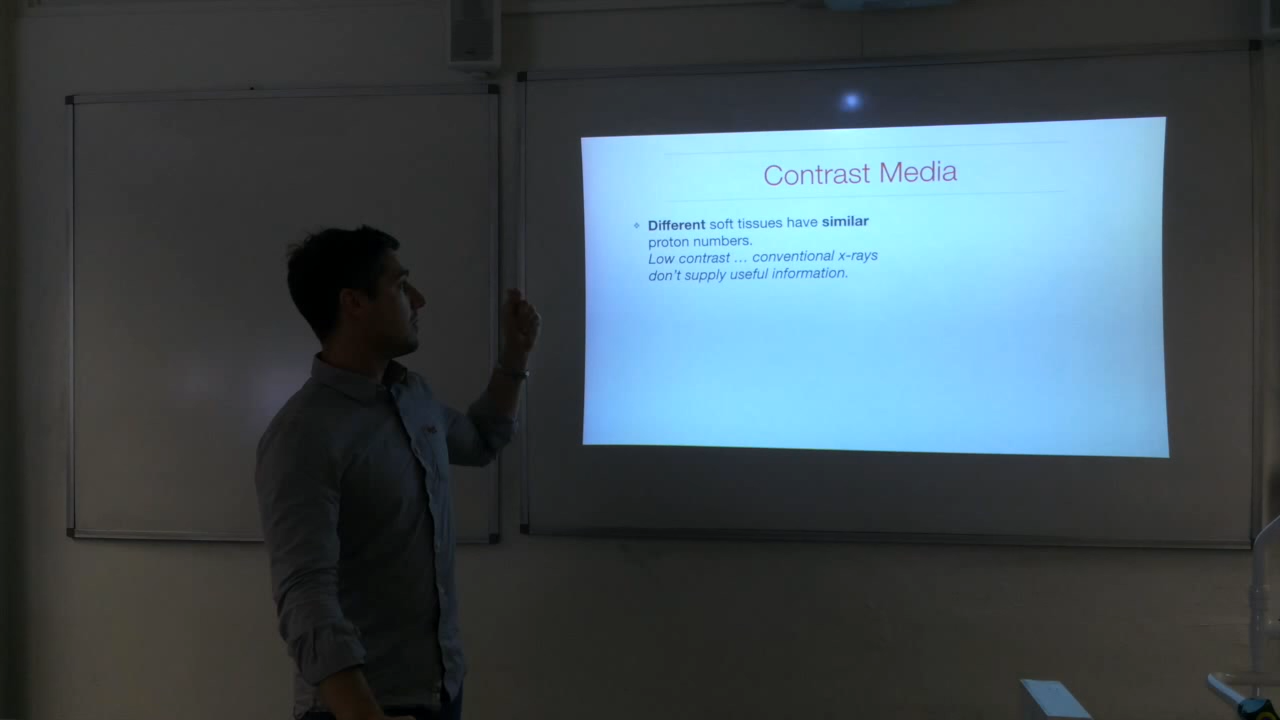 Contrast Media
Different soft tissues have similar
proton numbers.
Low contrast … conventional x-rays
don't supply useful information.